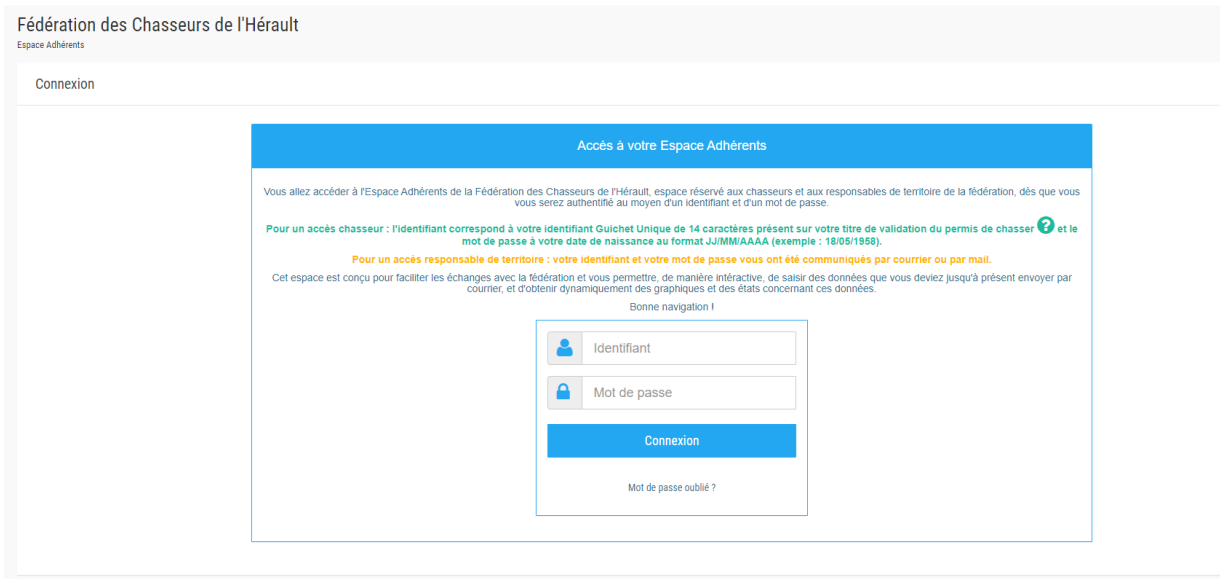 Fédération des Chasseurs de l'Hérault
Espace Adhérents
Connexion
Accès à votre Espace Adhérents
Vous allez accéder à l'Espace Adhérents de la Fédération des Chasseurs de l'Hérault, espace réservé aux chasseurs et aux responsables de territoire de la fédération, dès que vous
vous serez authentifié au moyen d'un identifiant et d'un mot de passe.
Pour un accès chasseur : l'identifiant correspond à votre identifiant Guichet Unique de 14 caractères présent sur votre titre de validation du permis de chasser ? et le
mot de passe à votre date de naissance au format JJ/MM/AAAA (exemple : 18/05/1958).
Pour un accès responsable de territoire : votre identifiant et votre mot de passe vous ont été communiqués par courrier ou par mail.
Cet espace est conçu pour faciliter les échanges avec la fédération et vous permettre, de manière intéractive, de saisir des données que vous deviez jusqu'à présent envoyer par
courrier, et d'obtenir dynamiquement des graphiques et des états concernant ces données.
Bonne navigation !
Identifiant
Mot de passe
Connexion
Mot de passe oublié ?